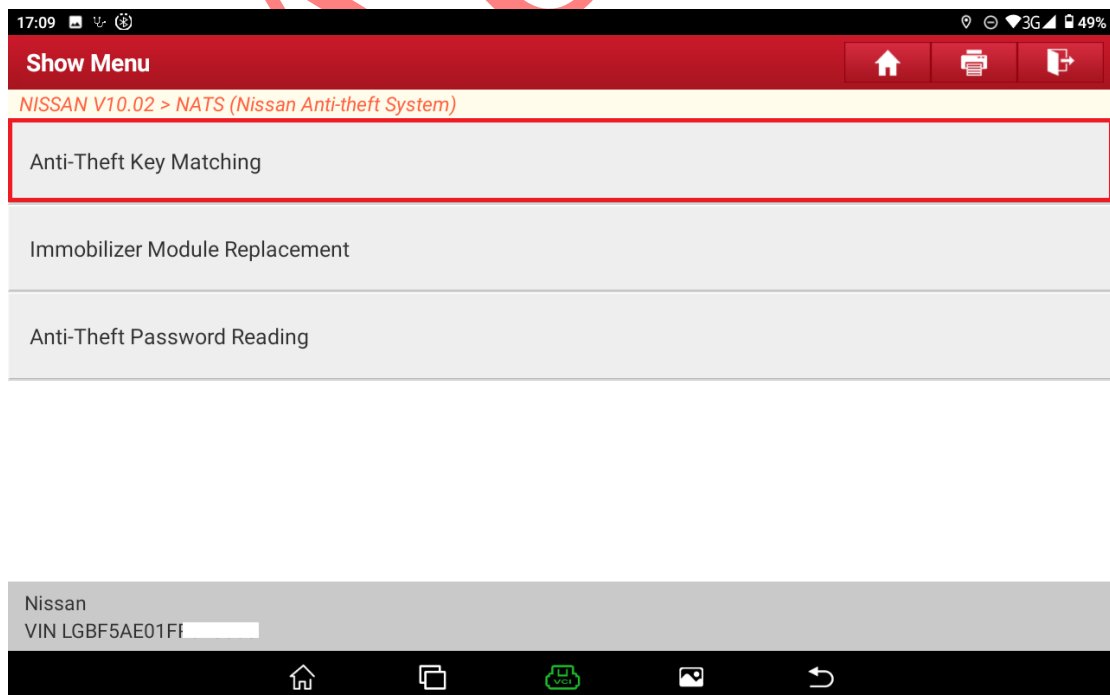 17:09 3G 49%
Show Menu
NISSAN V10.02 > NATS (Nissan Anti-theft System)
Anti-Theft Key Matching
Immobilizer Module Replacement
Anti-Theft Password Reading
Nissan
VIN LGBF5AE01F
VCI